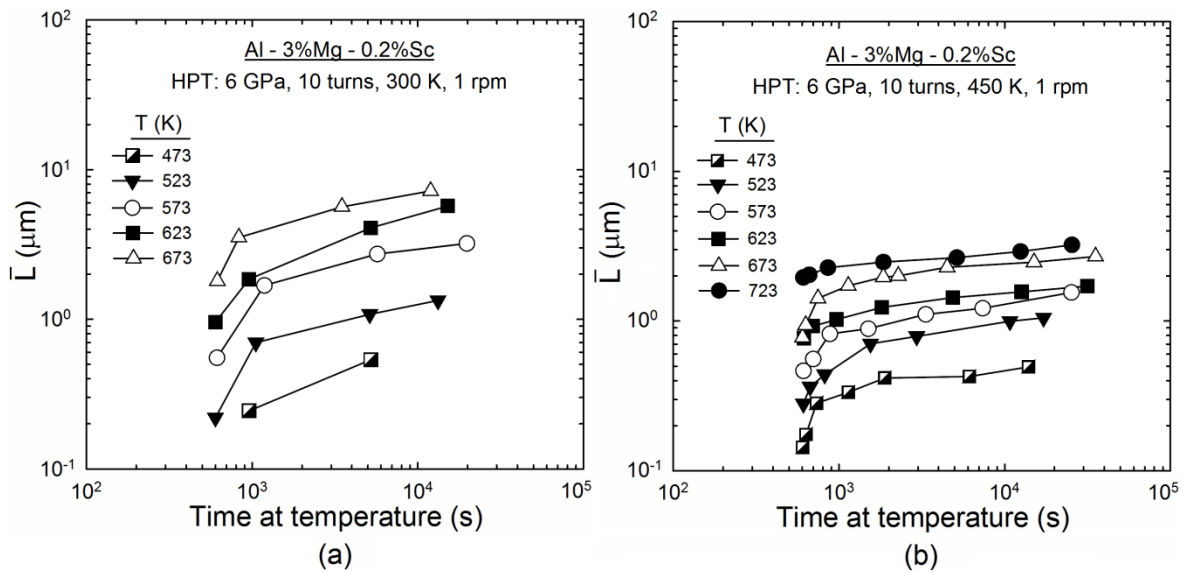 Al - 3%Mg - 0.2%Sc
HPT: 6 GPa, 10 turns, 300 K, 1 rpm
T (K)
473
523
573
623
673
10²
10¹
10⁰
10⁻¹
L̄ (μm)
10² 10³ 10⁴ 10⁵
Time at temperature (s)
(a)
Al - 3%Mg - 0.2%Sc
HPT: 6 GPa, 10 turns, 450 K, 1 rpm
T (K)
473
523
573
623
673
723
10²
10¹
10⁰
10⁻¹
L̄ (μm)
10² 10³ 10⁴ 10⁵
Time at temperature (s)
(b)